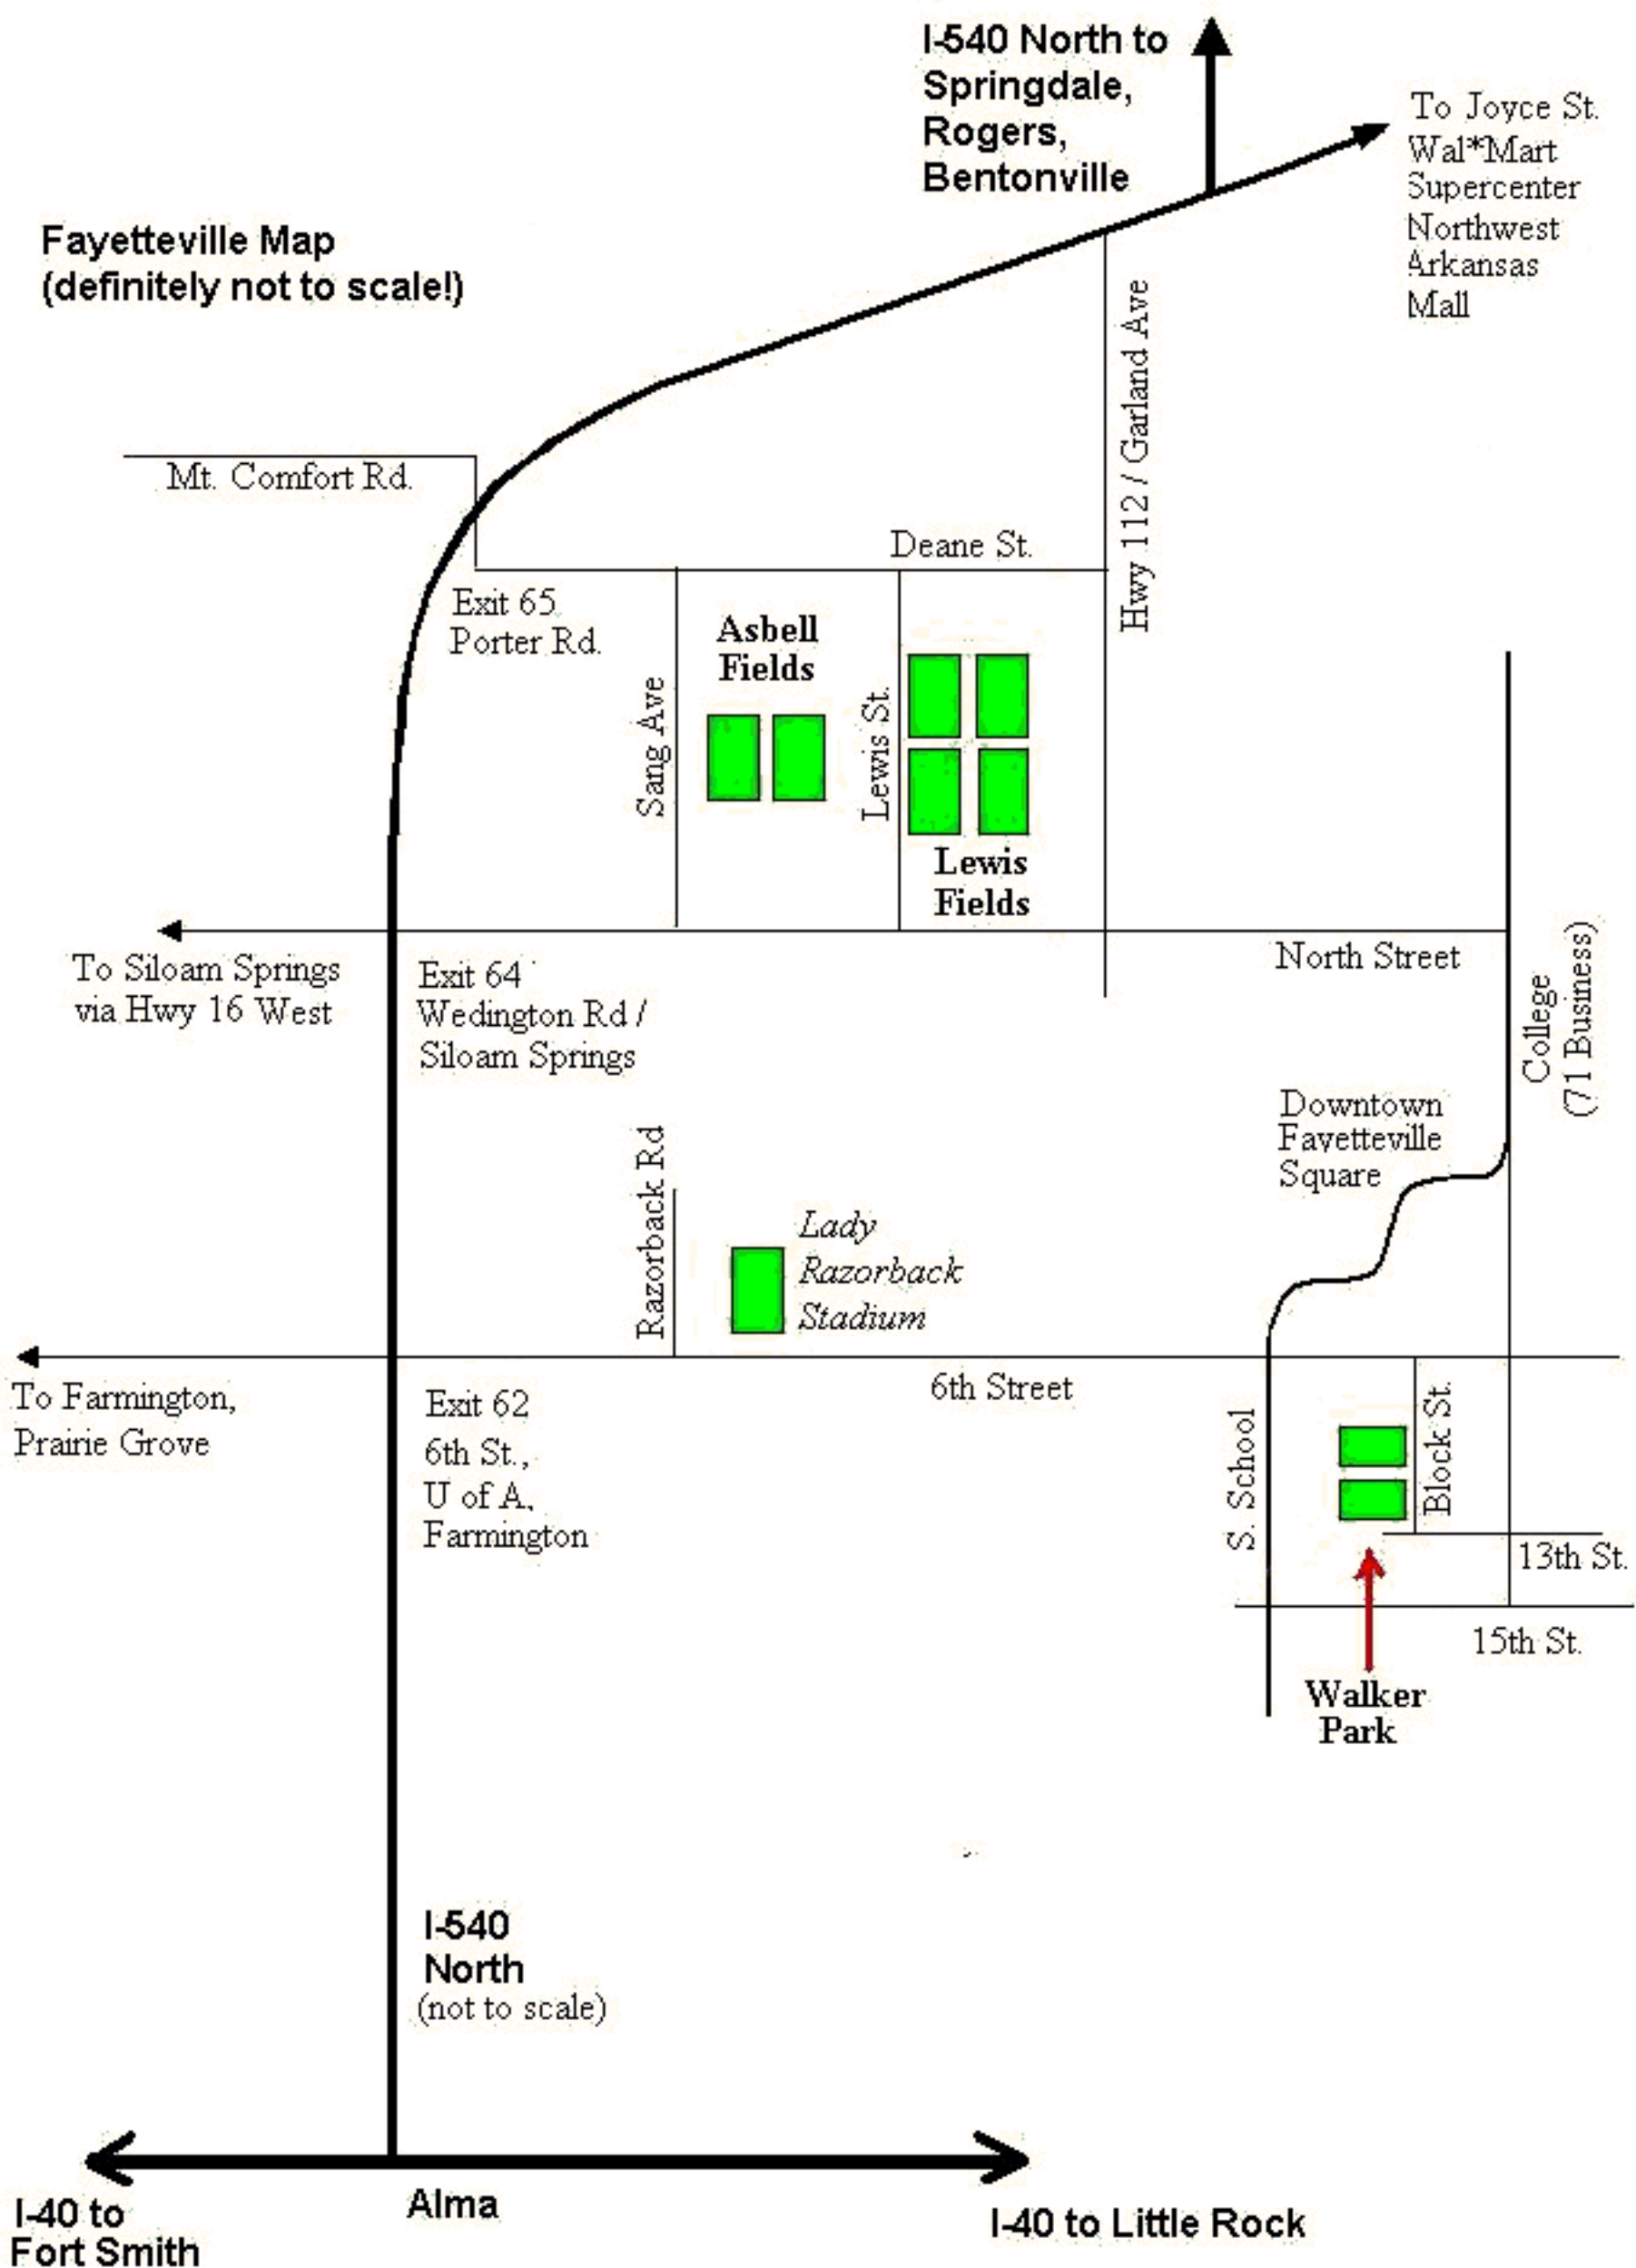 I-540 North to
Springdale,
Rogers,
Bentonville
To Joyce St.
Wal*Mart
Supercenter
Northwest
Arkansas
Mall
Fayetteville Map
(definitely not to scale!)
Hwy 112 / Garland Ave
Mt. Comfort Rd.
Deane St.
Exit 65
Porter Rd.
Asbell
Fields
Sang Ave
Lewis St.
Lewis
Fields
To Siloam Springs
via Hwy 16 West
Exit 64
Wedington Rd /
Siloam Springs
North Street
College
(71 Business)
Downtown
Fayetteville
Square
Razorback Rd
Lady
Razorback
Stadium
To Farmington,
Prairie Grove
Exit 62
6th St.,
U of A,
Farmington
6th Street
S. School
Block St.
13th St.
15th St.
Walker
Park
I-540
North
(not to scale)
I-40 to
Fort Smith
Alma
I-40 to Little Rock